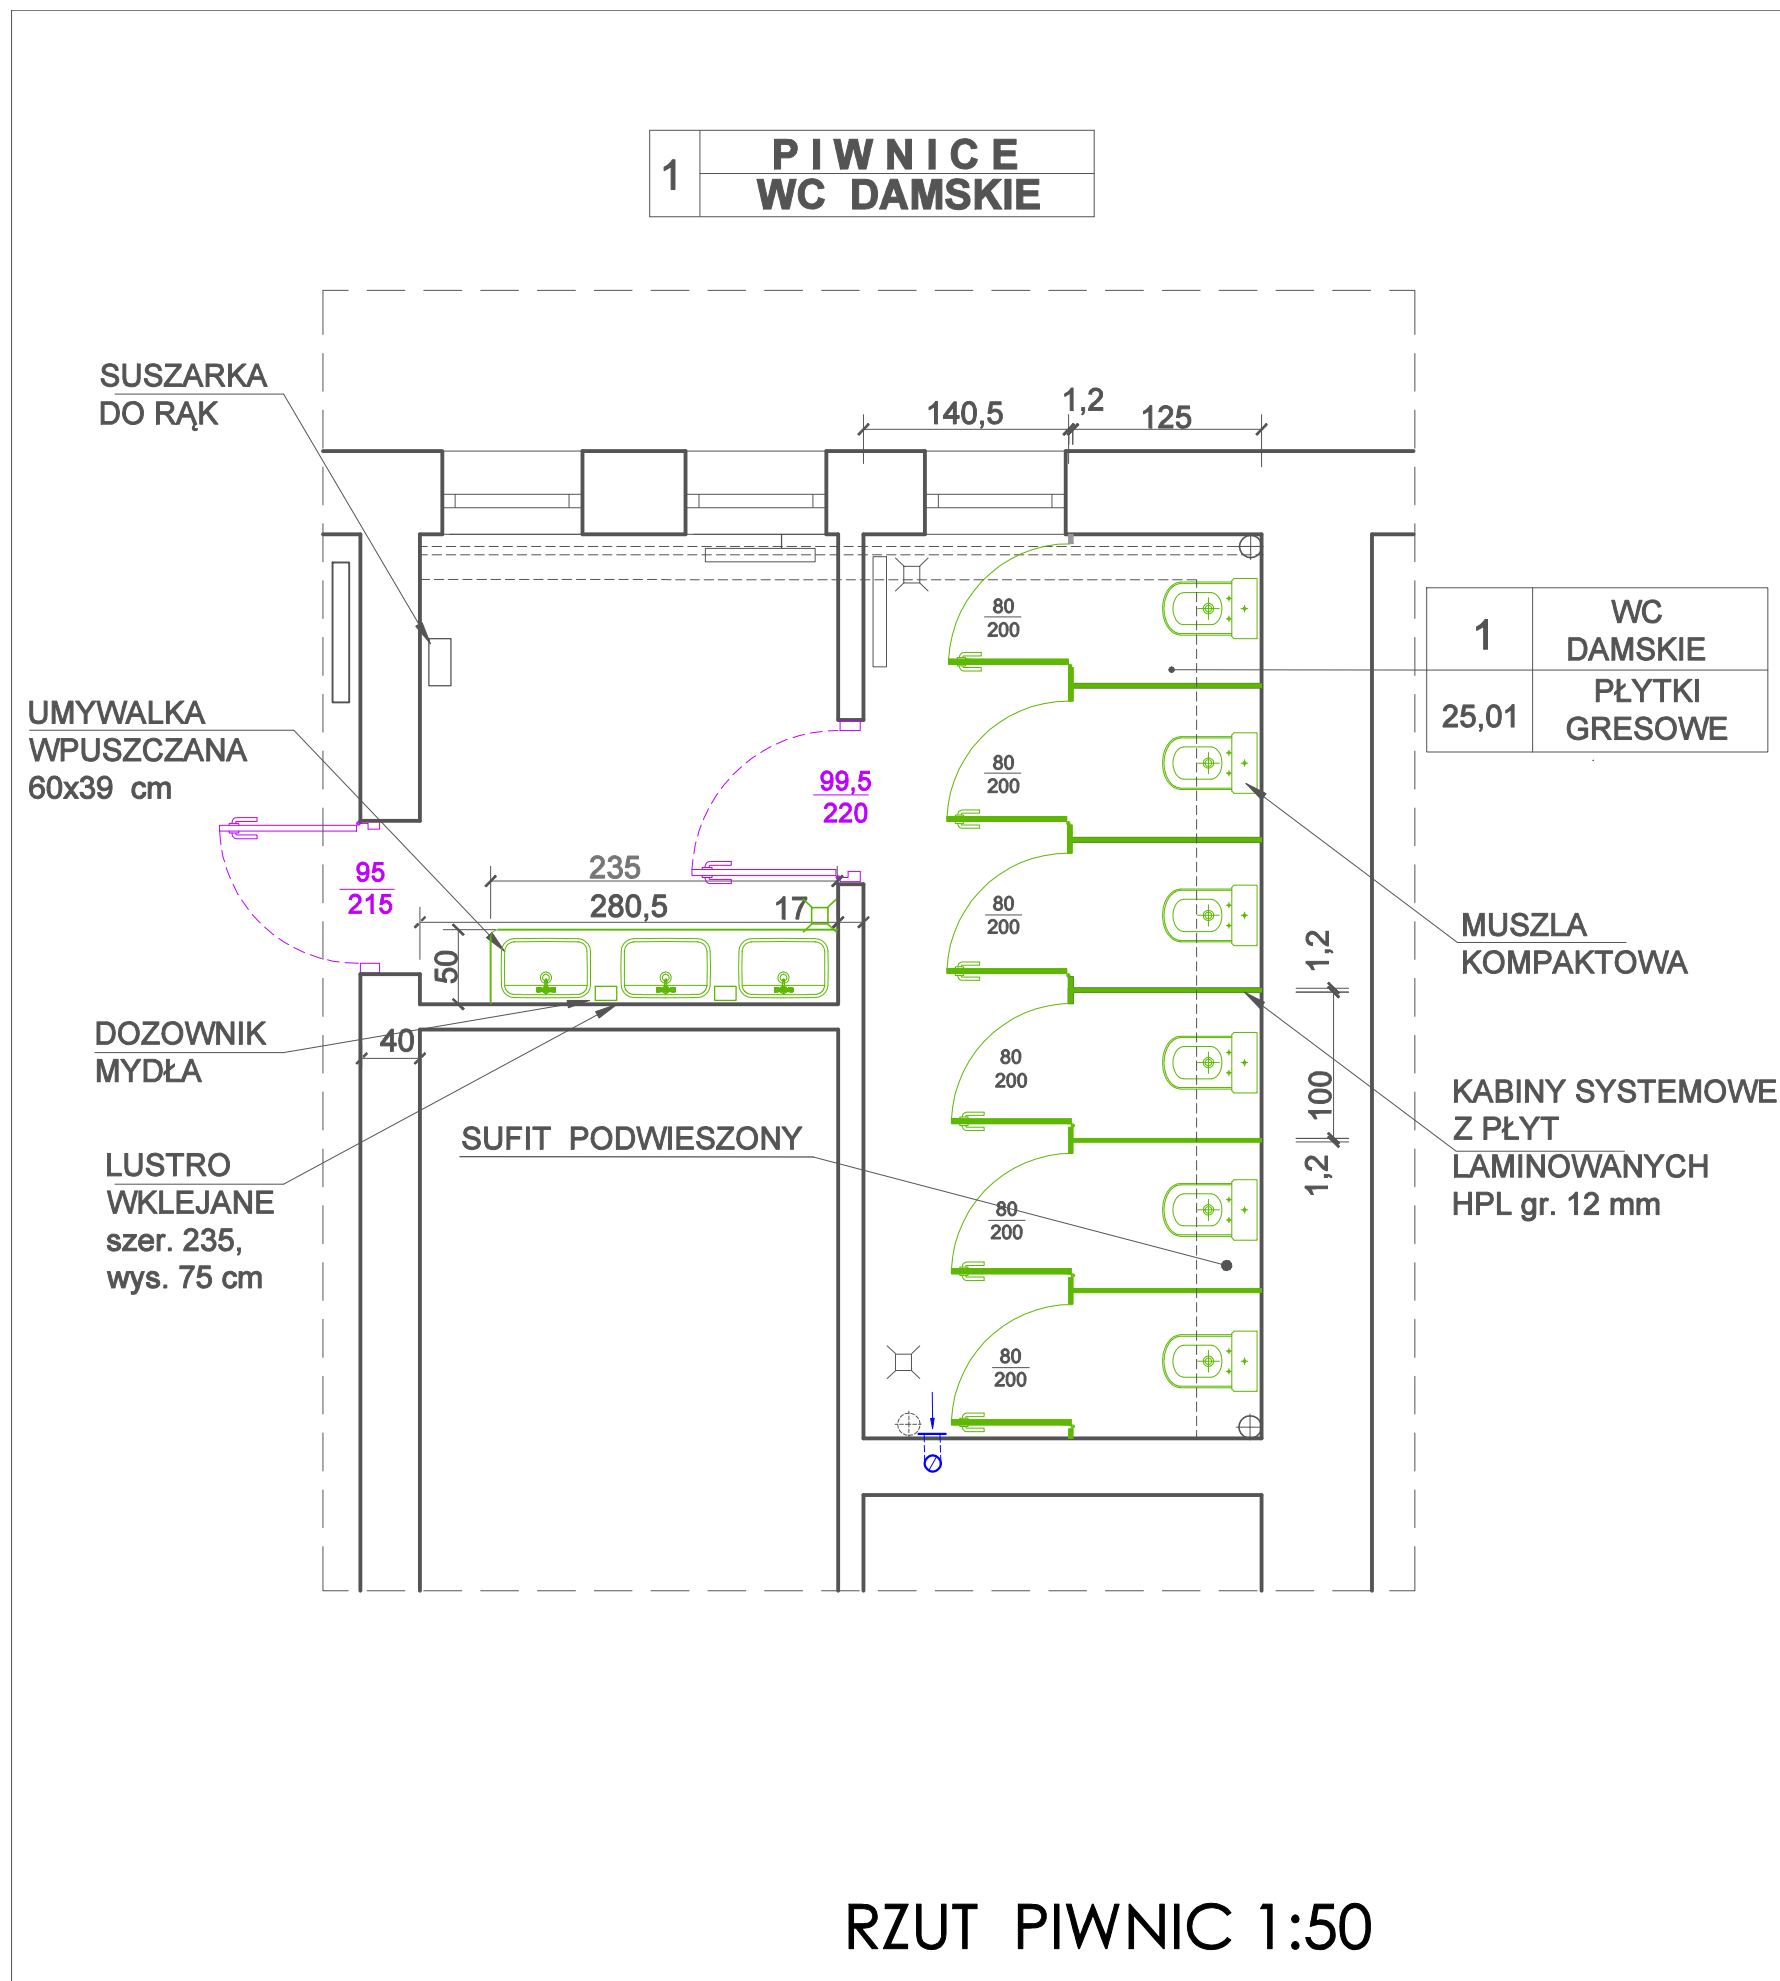 1
P I W N I C E
WC DAMSKIE
SUSZARKA
DO RĄK
140,5
1,2
125
80
200
1
WC
DAMSKIE
25,01
PŁYTKI
GRESOWE
UMYWALKA
WPUSZCZANA
60x39 cm
99,5
220
80
200
95
215
235
280,5
17
80
200
50
MUSZLA
KOMPAKTOWA
1,2
DOZOWNIK
MYDŁA
40
80
200
100
KABINY SYSTEMOWE
Z PŁYT
LAMINOWANYCH
HPL gr. 12 mm
SUFIT PODWIESZONY
1,2
LUSTRO
WKLEJANE
szer. 235,
wys. 75 cm
80
200
80
200
RZUT PIWNIC 1:50